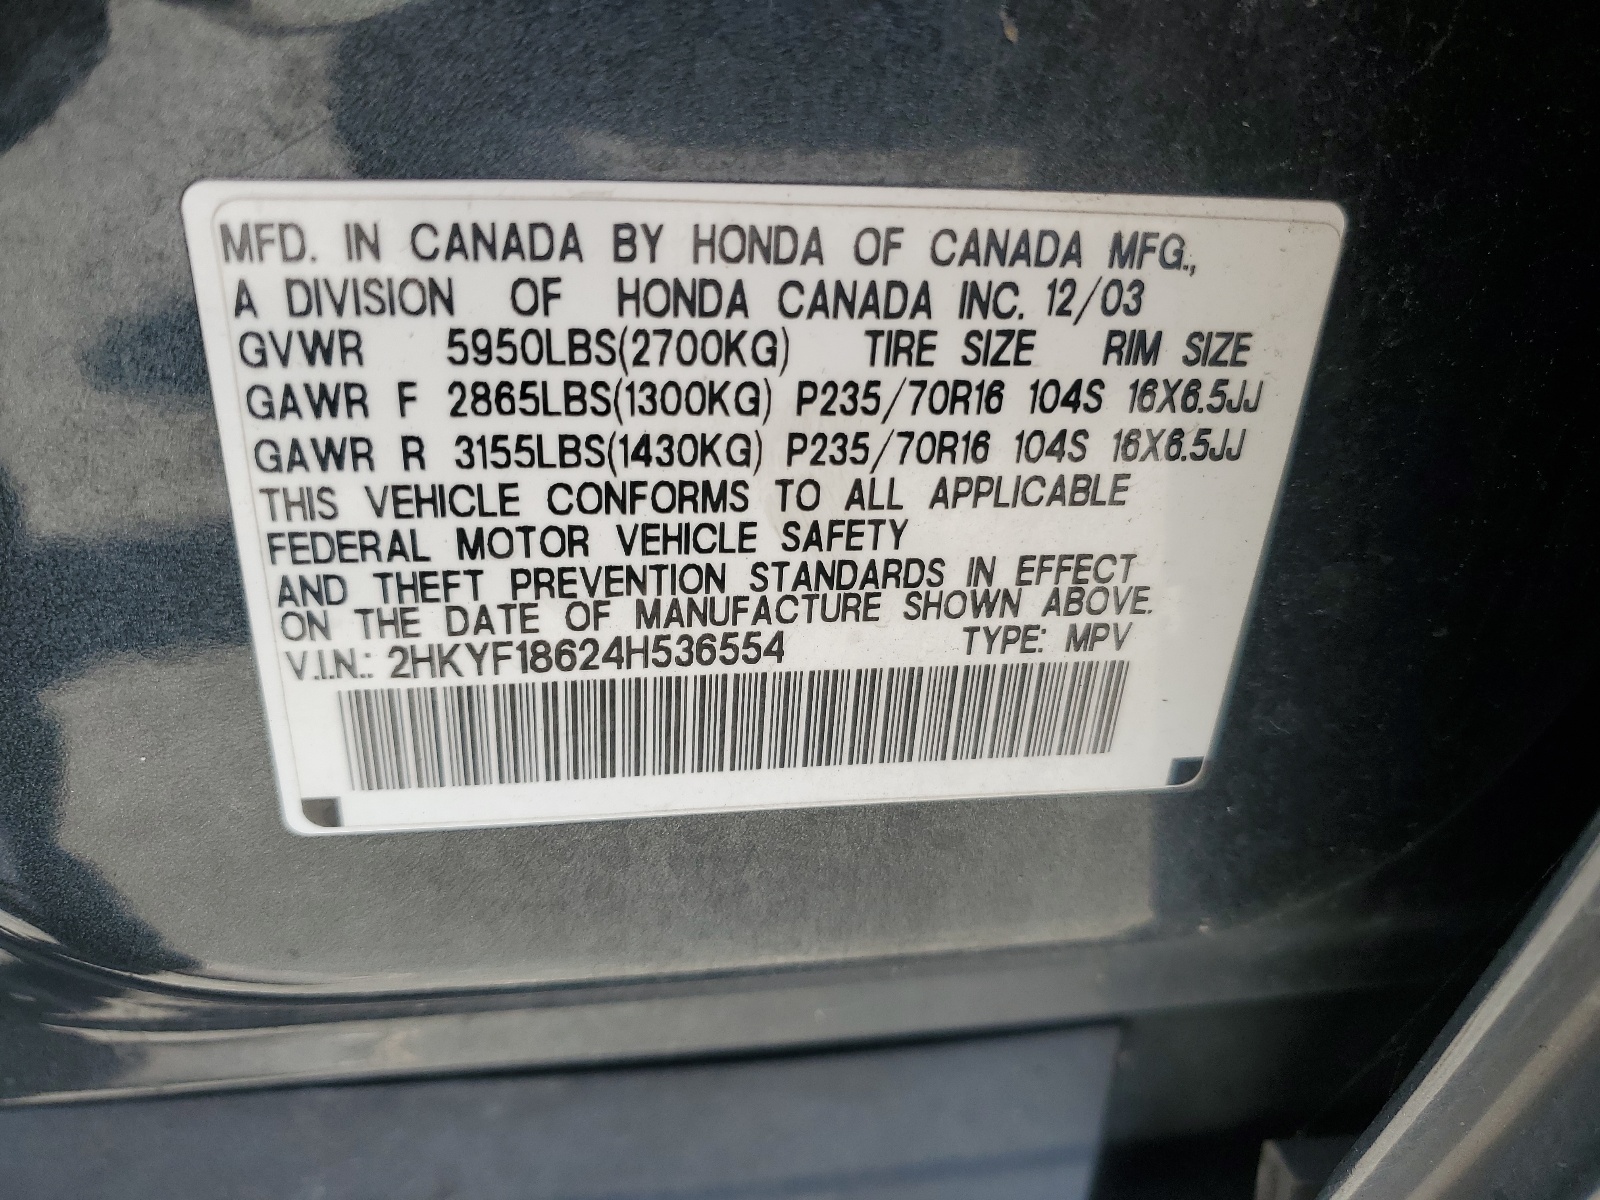 MFD. IN CANADA BY HONDA OF CANADA MFG.,
A DIVISION OF HONDA CANADA INC. 12/03
GVWR 5950LBS(2700KG) TIRE SIZE RIM SIZE
GAWR F 2865LBS(1300KG) P235/70R16 104S 16X6.5JJ
GAWR R 3155LBS(1430KG) P235/70R16 104S 16X6.5JJ
THIS VEHICLE CONFORMS TO ALL APPLICABLE
FEDERAL MOTOR VEHICLE SAFETY
AND THEFT PREVENTION STANDARDS IN EFFECT
ON THE DATE OF MANUFACTURE SHOWN ABOVE.
V.I.N.: 2HKYF18624H536554 TYPE: MPV